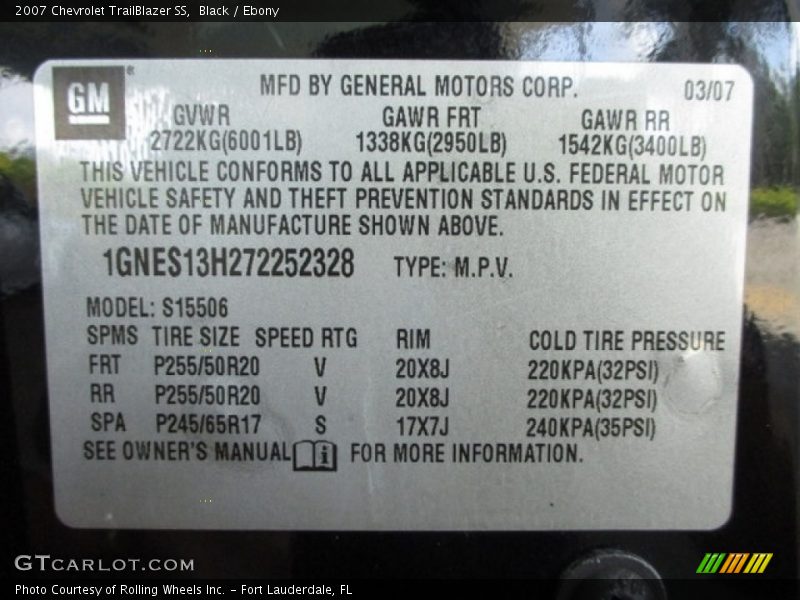 2007 Chevrolet TrailBlazer SS, Black / Ebony
GM
MFD BY GENERAL MOTORS CORP. 03/07
GVWR GAWR FRT GAWR RR
2722KG(6001LB) 1338KG(2950LB) 1542KG(3400LB)
THIS VEHICLE CONFORMS TO ALL APPLICABLE U.S. FEDERAL MOTOR
VEHICLE SAFETY AND THEFT PREVENTION STANDARDS IN EFFECT ON
THE DATE OF MANUFACTURE SHOWN ABOVE.
1GNES13H272252328 TYPE: M.P.V.
MODEL: S15506
SPMS TIRE SIZE SPEED RTG RIM COLD TIRE PRESSURE
FRT P255/50R20 V 20X8J 220KPA(32PSI)
RR P255/50R20 V 20X8J 220KPA(32PSI)
SPA P245/65R17 S 17X7J 240KPA(35PSI)
SEE OWNER'S MANUAL FOR MORE INFORMATION.
GTCARLOT.COM
Photo Courtesy of Rolling Wheels Inc. – Fort Lauderdale, FL